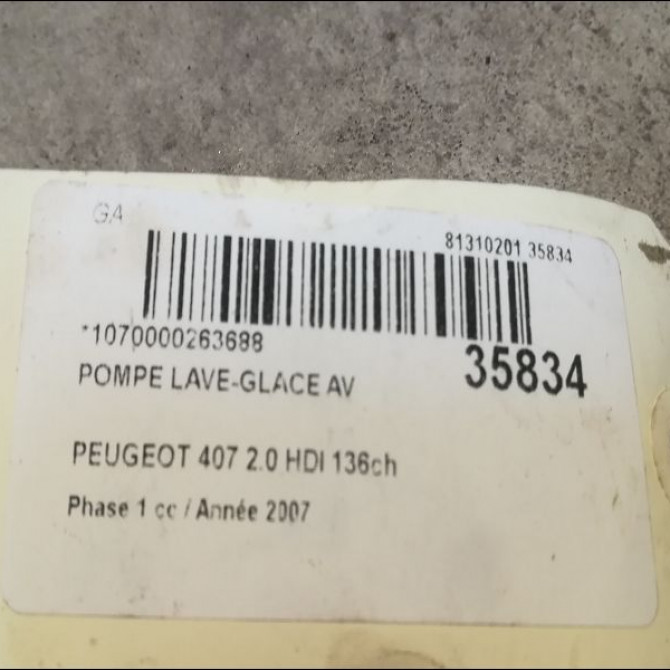 GA
81310201 35834
*1070000263688
35834
POMPE LAVE-GLACE AV
PEUGEOT 407 2.0 HDI 136ch
Phase 1 cc / Année 2007